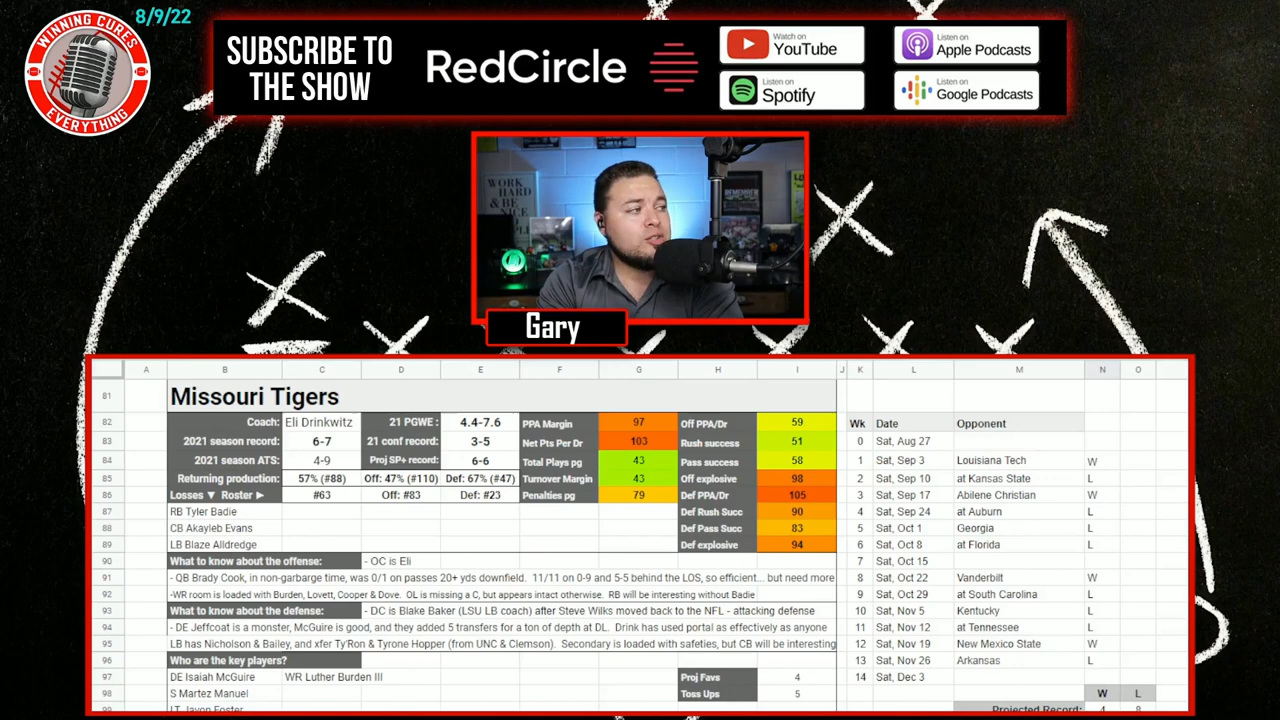 8/9/22
WINNING CURES
EVERYTHING
SUBSCRIBE TO
THE SHOW
RedCircle
Watch on
YouTube
Listen on
Spotify
Listen on
Apple Podcasts
Listen on
Google Podcasts
WORK
HARD
& BE
NICE
Gary
A B C D E F G H I J K L M N O
81 Missouri Tigers
82 Coach: Eli Drinkwitz 21 PGWE : 4.4-7.6 PPA Margin 97 Off PPA/Dr 59 Wk Date Opponent
83 2021 season record: 6-7 21 conf record: 3-5 Net Pts Per Dr 103 Rush success 51 0 Sat, Aug 27
84 2021 season ATS: 4-9 Proj SP+ record: 6-6 Total Plays pg 43 Pass success 58 1 Sat, Sep 3 Louisiana Tech W
85 Returning production: 57% (#88) Off: 47% (#110) Def: 67% (#47) Turnover Margin 43 Off explosive 98 2 Sat, Sep 10 at Kansas State L
86 Losses ▼ Roster ► #63 Off: #83 Def: #23 Penalties pg 79 Def PPA/Dr 105 3 Sat, Sep 17 Abilene Christian W
87 RB Tyler Badie Def Rush Succ 90 4 Sat, Sep 24 at Auburn L
88 CB Akayleb Evans Def Pass Succ 83 5 Sat, Oct 1 Georgia L
89 LB Blaze Alldredge Def explosive 94 6 Sat, Oct 8 at Florida L
90 What to know about the offense: - OC is Eli 7 Sat, Oct 15
91 - QB Brady Cook, in non-garbarge time, was 0/1 on passes 20+ yds downfield. 11/11 on 0-9 and 5-5 behind the LOS, so efficient... but need more 8 Sat, Oct 22 Vanderbilt W
92 -WR room is loaded with Burden, Lovett, Cooper & Dove. OL is missing a C, but appears intact otherwise. RB will be interesting without Badie 9 Sat, Oct 29 at South Carolina L
93 What to know about the defense: - DC is Blake Baker (LSU LB coach) after Steve Wilks moved back to the NFL - attacking defense 10 Sat, Nov 5 Kentucky L
94 - DE Jeffcoat is a monster, McGuire is good, and they added 5 transfers for a ton of depth at DL. Drink has used portal as effectively as anyone 11 Sat, Nov 12 at Tennessee L
95 LB has Nicholson & Bailey, and xfer Ty'Ron & Tyrone Hopper (from UNC & Clemson). Secondary is loaded with safeties, but CB will be interesting 12 Sat, Nov 19 New Mexico State W
96 Who are the key players? 13 Sat, Nov 26 Arkansas L
97 DE Isaiah McGuire WR Luther Burden III Proj Favs 4 14 Sat, Dec 3
98 S Martez Manuel Toss Ups 5 W L
99 LT Javon Foster Projected Record: 4 8